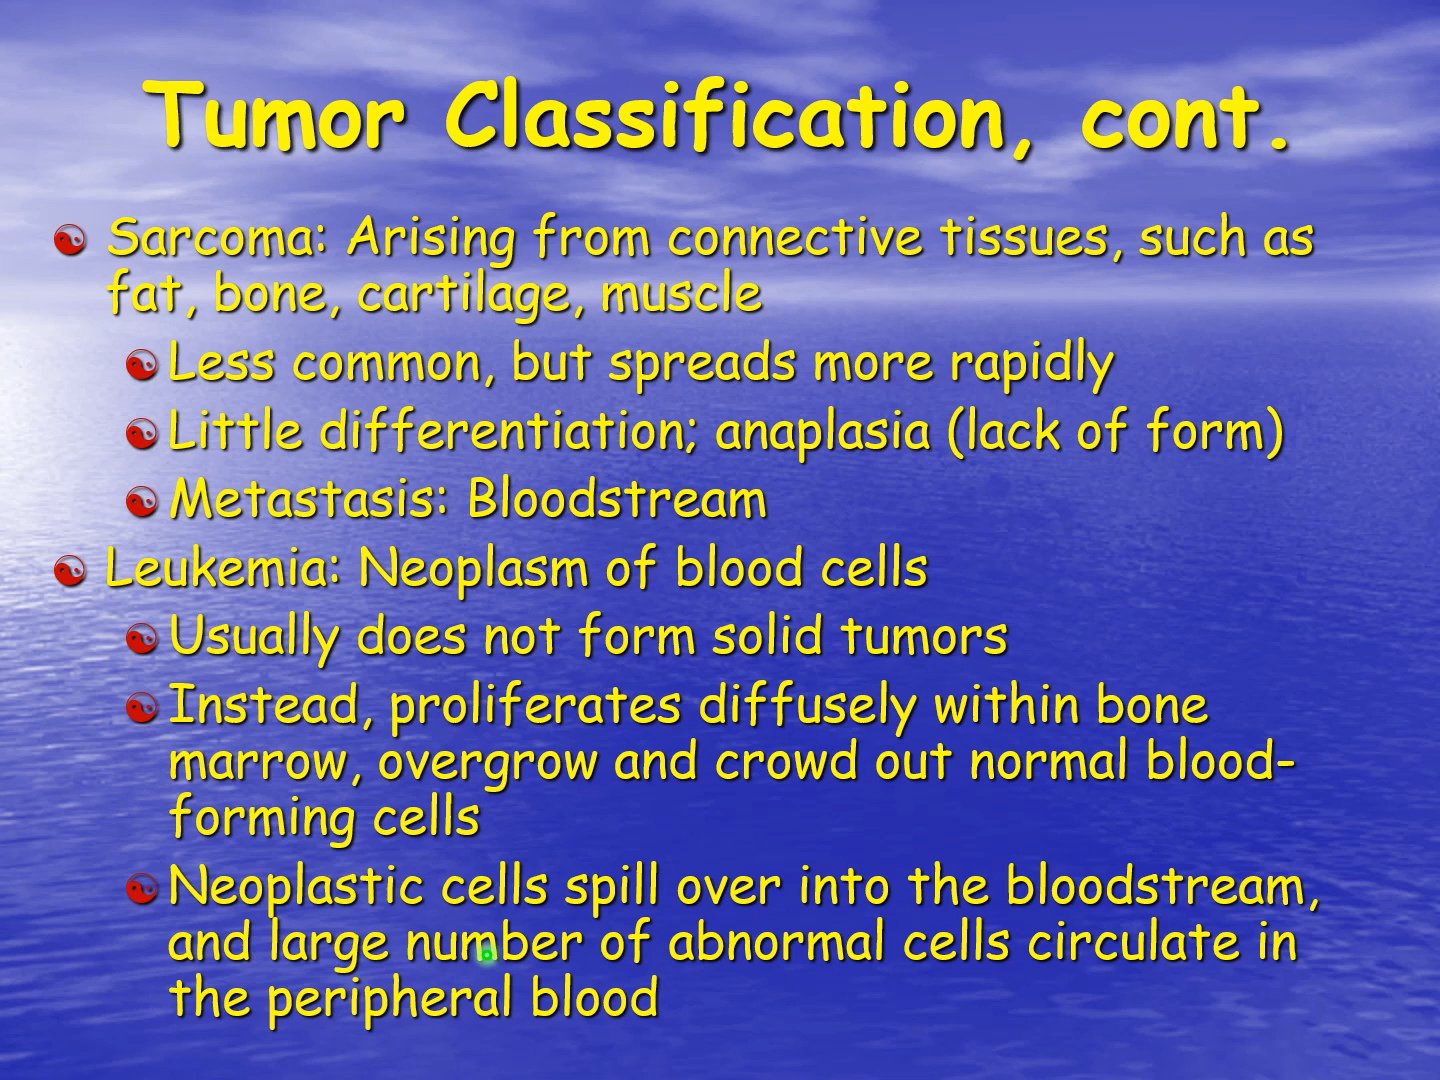 Tumor Classification, cont.
Sarcoma: Arising from connective tissues, such as
fat, bone, cartilage, muscle
Less common, but spreads more rapidly
Little differentiation; anaplasia (lack of form)
Metastasis: Bloodstream
Leukemia: Neoplasm of blood cells
Usually does not form solid tumors
Instead, proliferates diffusely within bone
marrow, overgrow and crowd out normal blood-
forming cells
Neoplastic cells spill over into the bloodstream,
and large number of abnormal cells circulate in
the peripheral blood